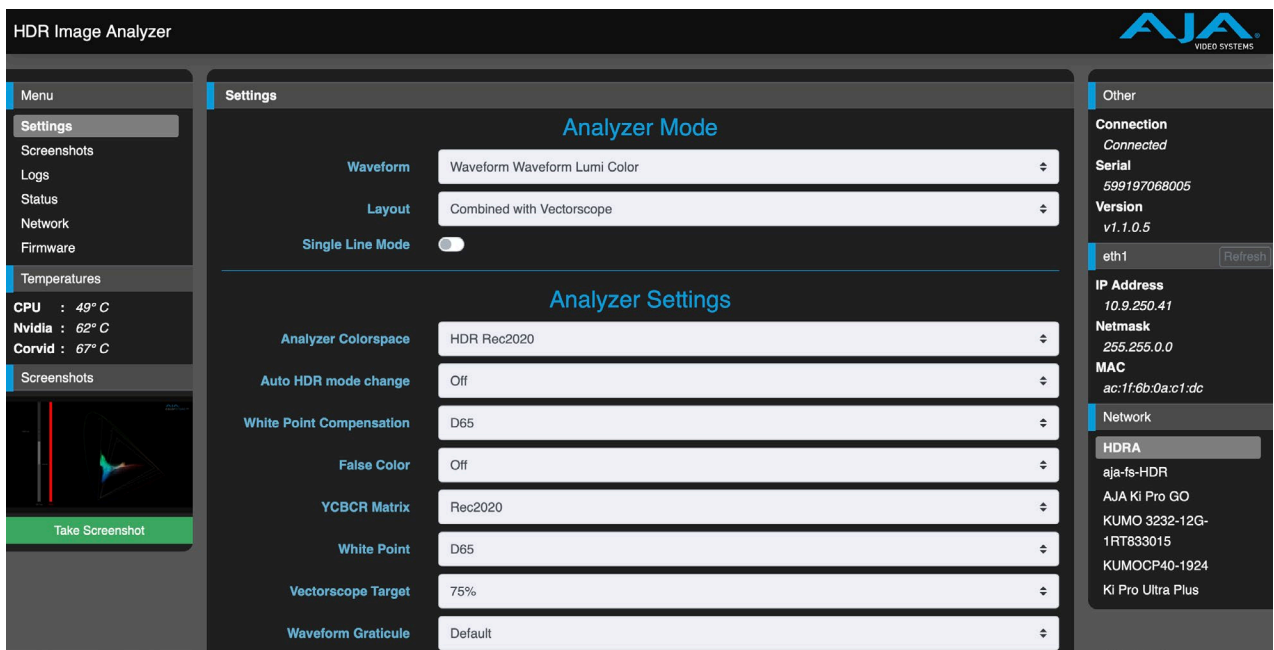 HDR Image Analyzer
AJA
VIDEO SYSTEMS
Menu
Settings
Screenshots
Logs
Status
Network
Firmware
Temperatures
CPU : 49° C
Nvidia : 62° C
Corvid : 67° C
Screenshots
Take Screenshot
Settings
Analyzer Mode
Waveform Waveform Waveform Lumi Color
Layout Combined with Vectorscope
Single Line Mode
Analyzer Settings
Analyzer Colorspace HDR Rec2020
Auto HDR mode change Off
White Point Compensation D65
False Color Off
YCBCR Matrix Rec2020
White Point D65
Vectorscope Target 75%
Waveform Graticule Default
Other
Connection
Connected
Serial
599197068005
Version
v1.1.0.5
eth1 Refresh
IP Address
10.9.250.41
Netmask
255.255.0.0
MAC
ac:1f:6b:0a:c1:dc
Network
HDRA
aja-fs-HDR
AJA Ki Pro GO
KUMO 3232-12G-
1RT833015
KUMOCP40-1924
Ki Pro Ultra Plus